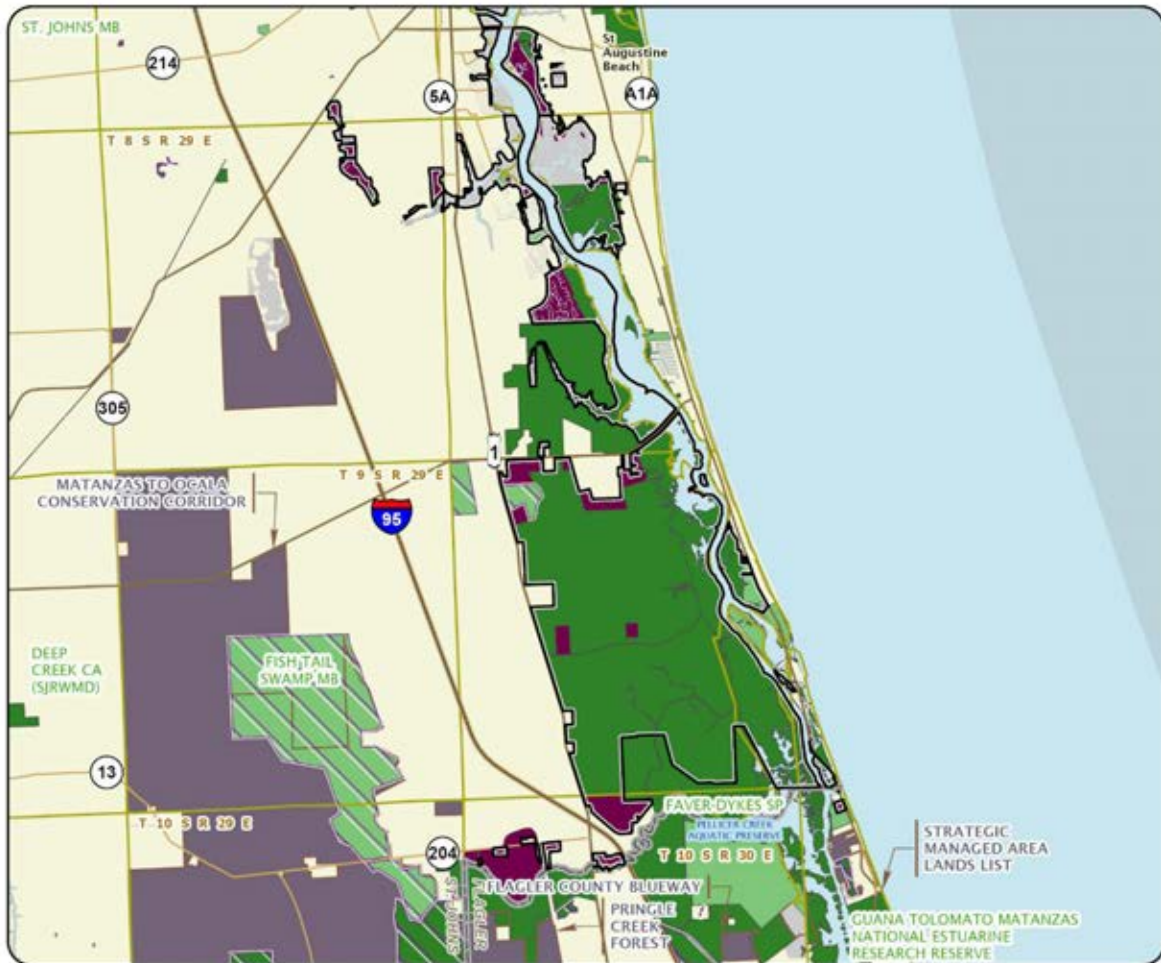 ST. JOHNS MB
214
St
Augustine
Beach
5A
A1A
T 8 S R 29 E
305
1
MATANZAS TO OCALA
CONSERVATION CORRIDOR
T 9 S R 29 E
95
DEEP
CREEK CA
(SJRWMD)
FISH TAIL
SWAMP MB
13
T 10 S R 29 E
FAVER-DYKES SP
PELLICER CREEK
AQUATIC PRESERVE
STRATEGIC
MANAGED AREA
LANDS LIST
204
T 10 S R 30 E
ST. JOHNS
FLAGLER
FLAGLER COUNTY BLUEWAY
PRINGLE
CREEK
FOREST
GUANA TOLOMATO MATANZAS
NATIONAL ESTUARINE
RESEARCH RESERVE